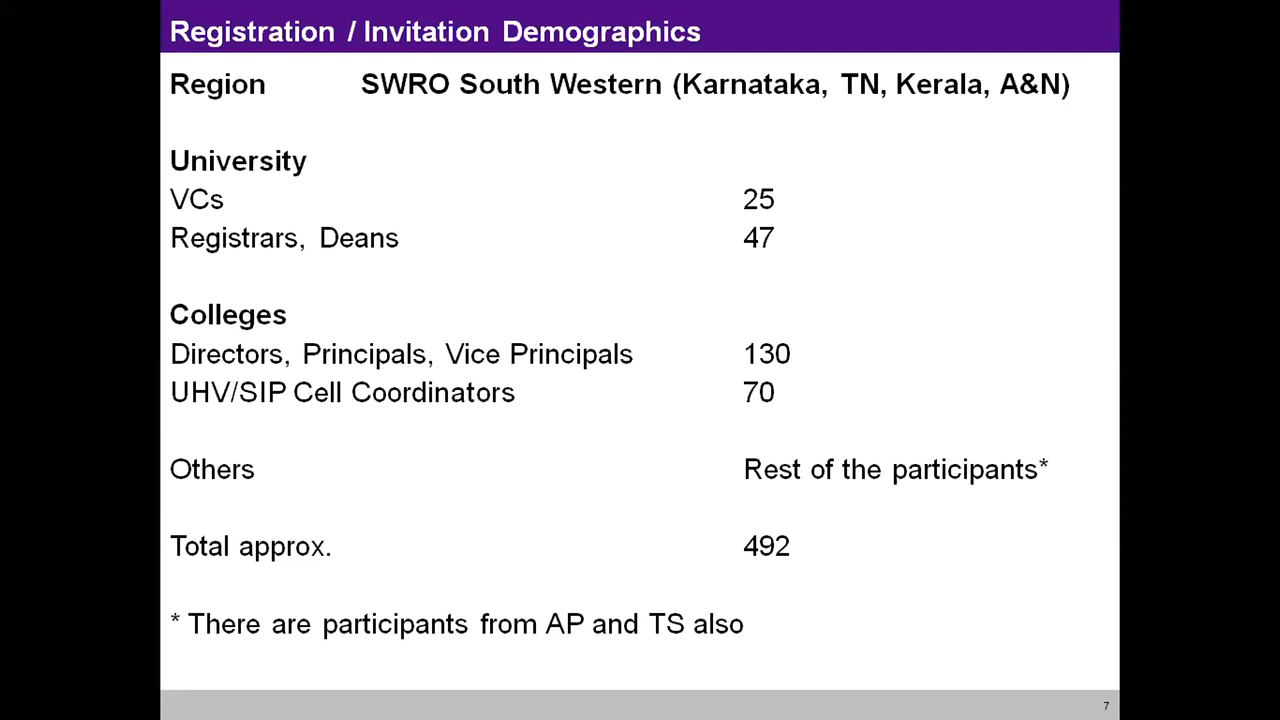 Registration / Invitation Demographics
Region SWRO South Western (Karnataka, TN, Kerala, A&N)
University
VCs 25
Registrars, Deans 47
Colleges
Directors, Principals, Vice Principals 130
UHV/SIP Cell Coordinators 70
Others Rest of the participants*
Total approx. 492
* There are participants from AP and TS also
7